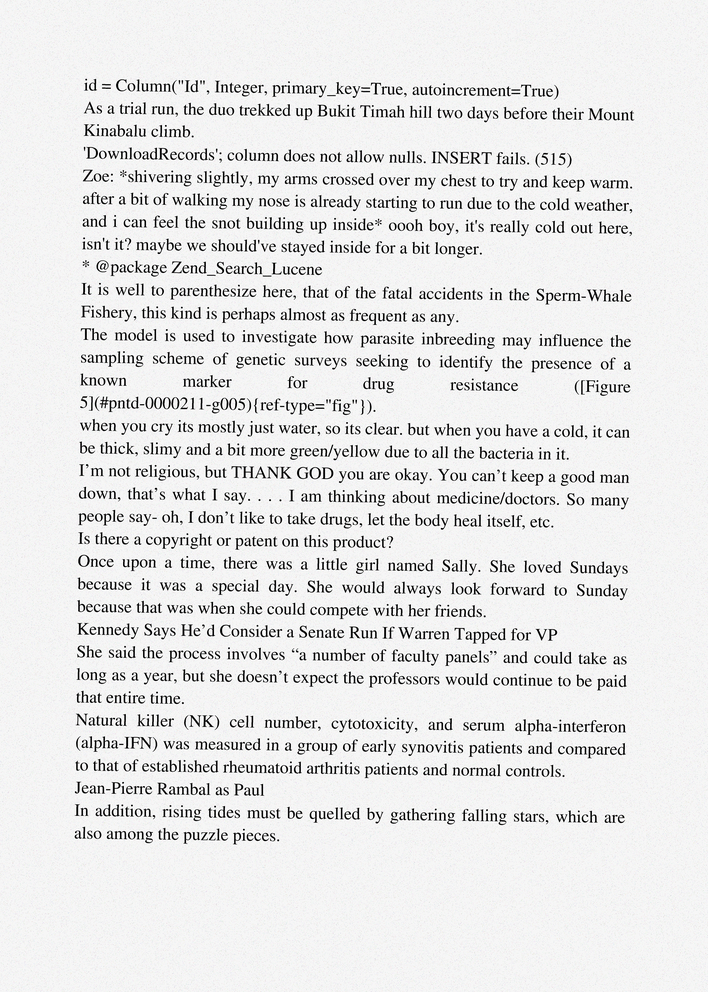 id = Column("Id", Integer, primary_key=True, autoincrement=True)
As a trial run, the duo trekked up Bukit Timah hill two days before their Mount
Kinabalu climb.
'DownloadRecords'; column does not allow nulls. INSERT fails. (515)
Zoe: *shivering slightly, my arms crossed over my chest to try and keep warm.
after a bit of walking my nose is already starting to run due to the cold weather,
and i can feel the snot building up inside* oooh boy, it's really cold out here,
isn't it? maybe we should've stayed inside for a bit longer.
* @package Zend_Search_Lucene
It is well to parenthesize here, that of the fatal accidents in the Sperm-Whale
Fishery, this kind is perhaps almost as frequent as any.
The model is used to investigate how parasite inbreeding may influence the
sampling scheme of genetic surveys seeking to identify the presence of a
known marker for drug resistance ([Figure
5](#pntd-0000211-g005){ref-type="fig"}).
when you cry its mostly just water, so its clear. but when you have a cold, it can
be thick, slimy and a bit more green/yellow due to all the bacteria in it.
I’m not religious, but THANK GOD you are okay. You can’t keep a good man
down, that’s what I say. . . . I am thinking about medicine/doctors. So many
people say- oh, I don’t like to take drugs, let the body heal itself, etc.
Is there a copyright or patent on this product?
Once upon a time, there was a little girl named Sally. She loved Sundays
because it was a special day. She would always look forward to Sunday
because that was when she could compete with her friends.
Kennedy Says He’d Consider a Senate Run If Warren Tapped for VP
She said the process involves “a number of faculty panels” and could take as
long as a year, but she doesn’t expect the professors would continue to be paid
that entire time.
Natural killer (NK) cell number, cytotoxicity, and serum alpha-interferon
(alpha-IFN) was measured in a group of early synovitis patients and compared
to that of established rheumatoid arthritis patients and normal controls.
Jean-Pierre Rambal as Paul
In addition, rising tides must be quelled by gathering falling stars, which are
also among the puzzle pieces.